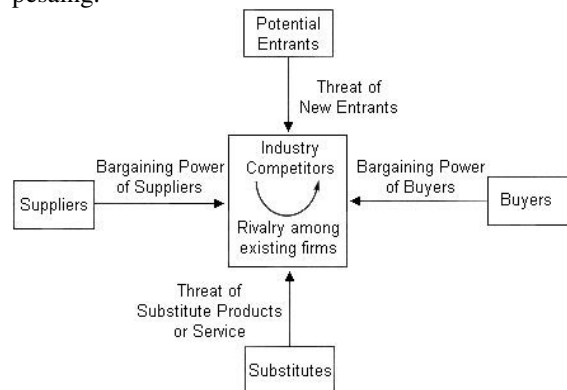 pesaing.
Potential
Entrants
Threat of
New Entrants
Industry
Competitors
Bargaining Power
of Suppliers
Bargaining Power
of Buyers
Suppliers
Buyers
Rivalry among
existing firms
Threat of
Substitute Products
or Service
Substitutes